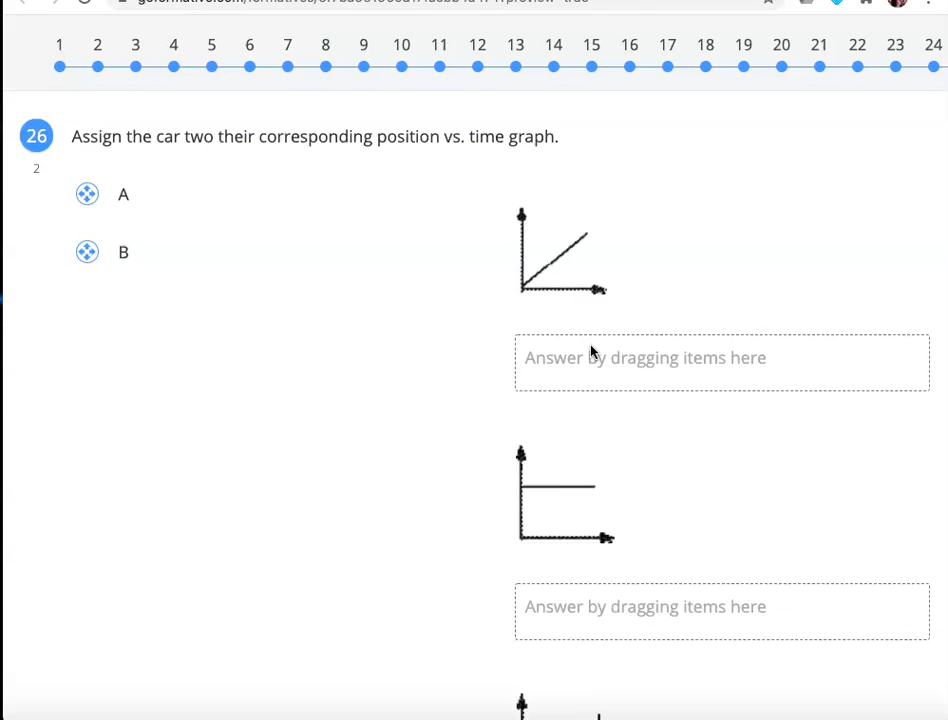 1 2 3 4 5 6 7 8 9 10 11 12 13 14 15 16 17 18 19 20 21 22 23 24
26 Assign the car two their corresponding position vs. time graph.
2
A
B
Answer by dragging items here
Answer by dragging items here